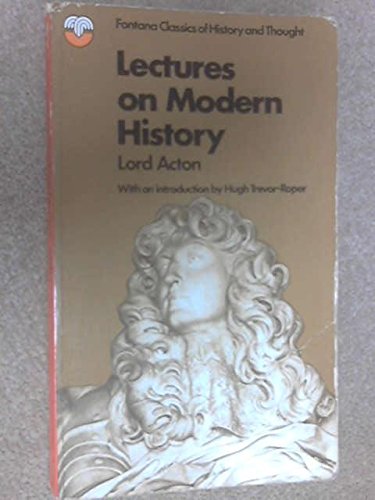 Fontana Classics of History and Thought
Lectures
on Modern
History
Lord Acton
With an introduction by Hugh Trevor-Roper